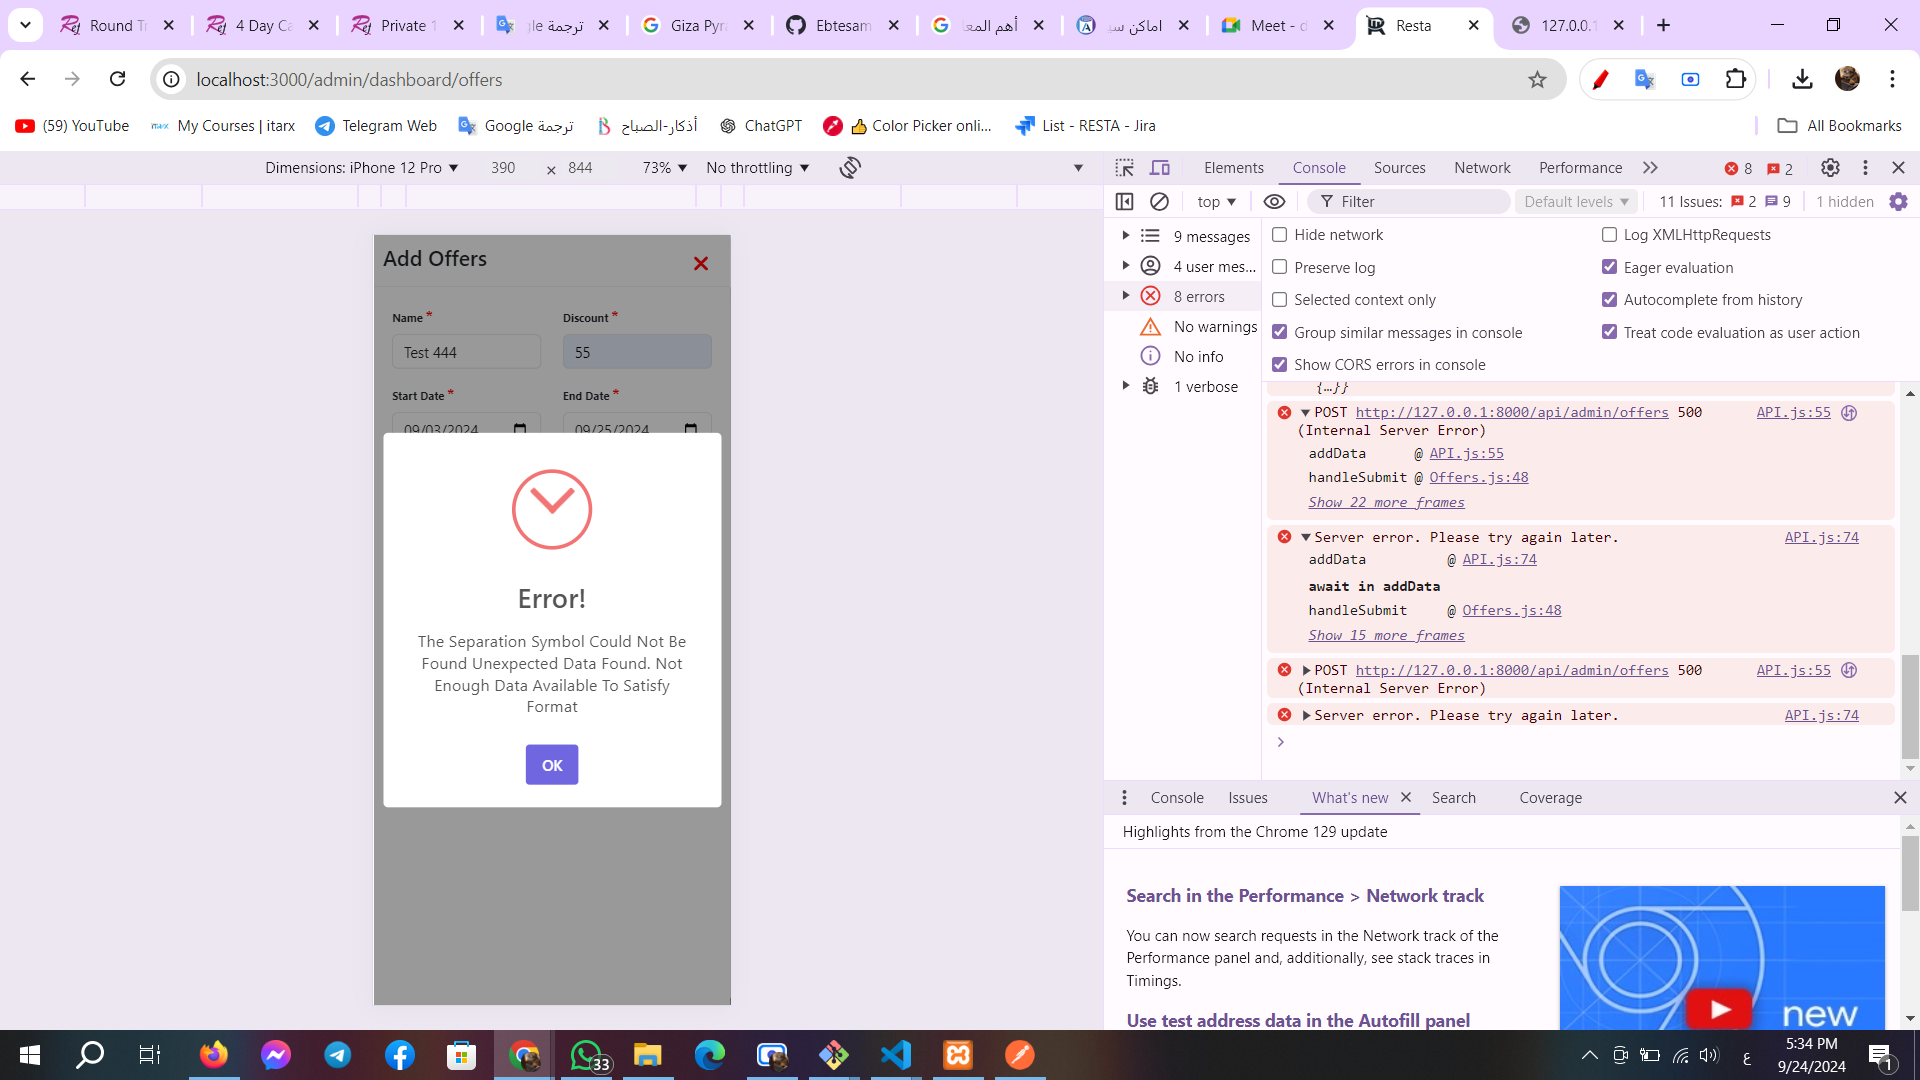 Round Tr
4 Day Ca
Private 1
ترجمة gle
Giza Pyra
Ebtesam
أهم المعا
اماكن سي
Meet - d
Resta
127.0.0.1
localhost:3000/admin/dashboard/offers
(59) YouTube
My Courses | itarx
Telegram Web
ترجمة Google
أذكار-الصباح
ChatGPT
👍 Color Picker onli...
List - RESTA - Jira
All Bookmarks
Dimensions: iPhone 12 Pro ▼ 390 × 844 73% ▼ No throttling ▼
Add Offers
Name *
Discount *
Test 444
55
Start Date *
End Date *
09/03/2024
09/25/2024
Error!
The Separation Symbol Could Not Be
Found Unexpected Data Found. Not
Enough Data Available To Satisfy
Format
OK
Elements Console Sources Network Performance 8 2
top ▼ Filter Default levels ▼ 11 Issues: 2 9 1 hidden
9 messages
4 user mes...
8 errors
No warnings
No info
1 verbose
Hide network
Log XMLHttpRequests
Preserve log
Eager evaluation
Selected context only
Autocomplete from history
Group similar messages in console
Treat code evaluation as user action
Show CORS errors in console
{…}}
POST http://127.0.0.1:8000/api/admin/offers 500 API.js:55
(Internal Server Error)
addData @ API.js:55
handleSubmit @ Offers.js:48
Show 22 more frames
Server error. Please try again later. API.js:74
addData @ API.js:74
await in addData
handleSubmit @ Offers.js:48
Show 15 more frames
POST http://127.0.0.1:8000/api/admin/offers 500 API.js:55
(Internal Server Error)
Server error. Please try again later. API.js:74
Console Issues What's new Search Coverage
Highlights from the Chrome 129 update
Search in the Performance > Network track
You can now search requests in the Network track of the
Performance panel and, additionally, see stack traces in
Timings.
Use test address data in the Autofill panel
new
33
ع
5:34 PM
9/24/2024
1